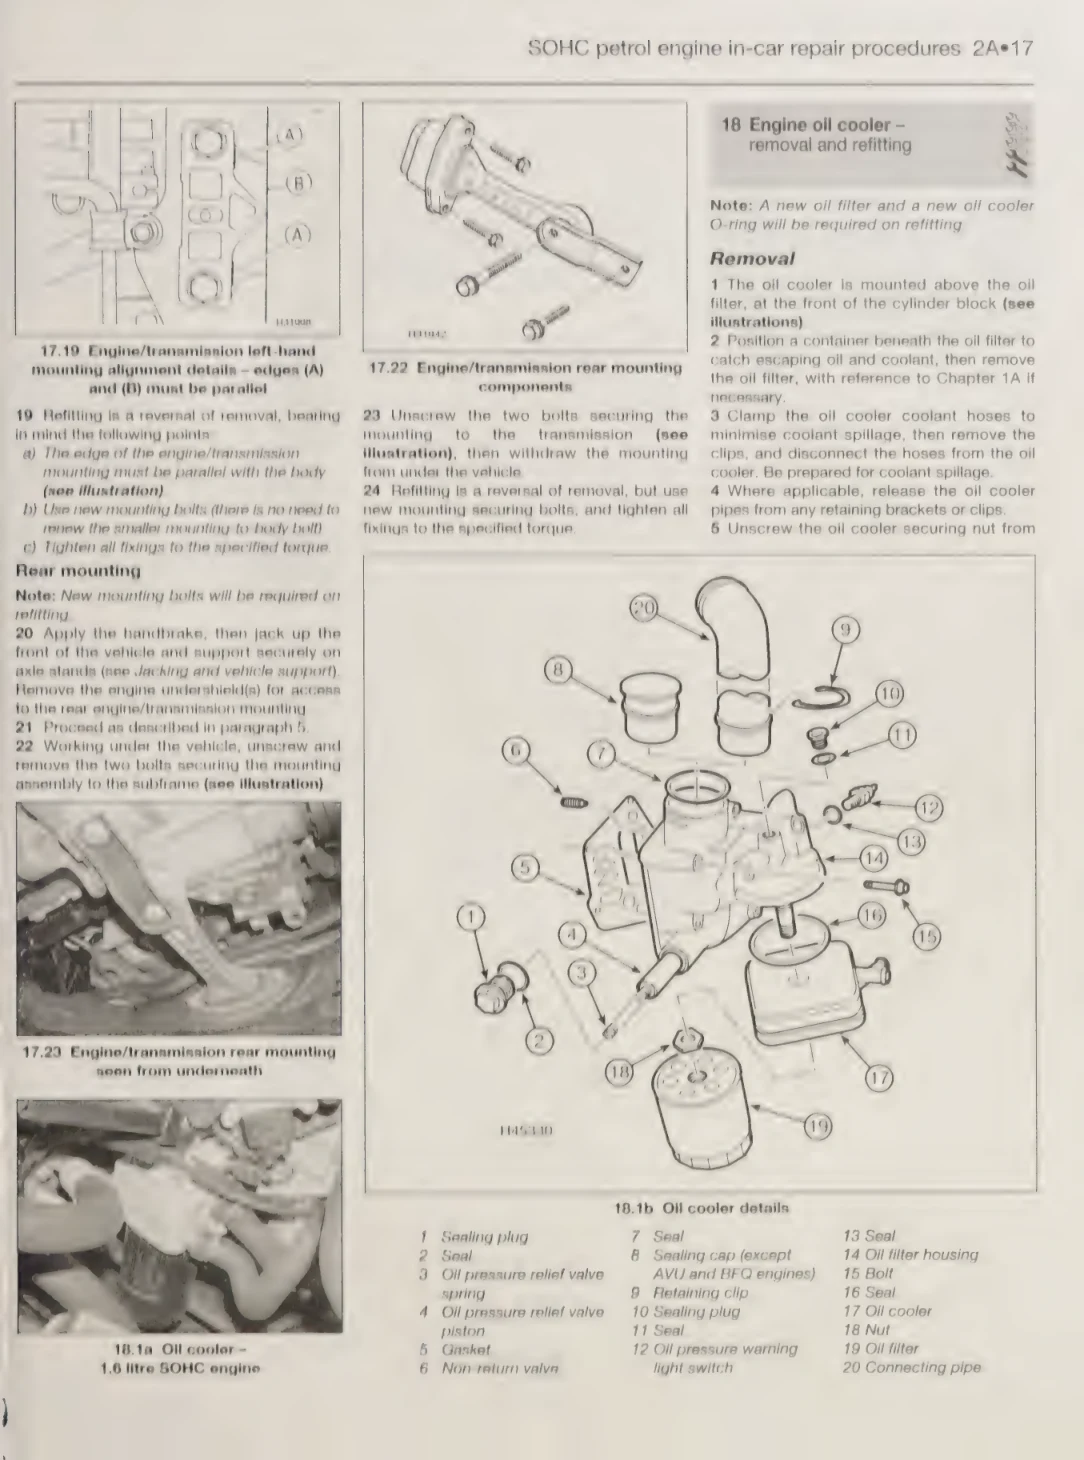 SOHC petrol engine in-car repair procedures 2A•17
(A)
(B)
(A)
17.19 Engine/transmission left-hand
mounting alignment details – edges (A)
and (B) must be parallel
19 Refitting is a reversal of removal, bearing
in mind the following points
a) The edge of the engine/transmission
mounting must be parallel with the body
(see illustration)
b) Use new mounting bolts (there is no need to
renew the smaller mounting to body bolt)
c) Tighten all fixings to the specified torque
Rear mounting
Note: New mounting bolts will be required on
refitting
20 Apply the handbrake, then jack up the
front of the vehicle and support securely on
axle stands (see Jacking and vehicle support).
Remove the engine undershield(s) for access
to the rear engine/transmission mounting
21 Proceed as described in paragraph 5.
22 Working under the vehicle, unscrew and
remove the two bolts securing the mounting
assembly to the subframe (see illustration)
17.23 Engine/transmission rear mounting
seen from underneath
18.1a Oil cooler –
1.6 litre SOHC engine
17.22 Engine/transmission rear mounting
components
23 Unscrew the two bolts securing the
mounting to the transmission (see
illustration), then withdraw the mounting
from under the vehicle
24 Refitting is a reversal of removal, but use
new mounting securing bolts, and tighten all
fixings to the specified torque
18 Engine oil cooler –
removal and refitting
Note: A new oil filter and a new oil cooler
O-ring will be required on refitting
Removal
1 The oil cooler is mounted above the oil
filter, at the front of the cylinder block (see
illustrations)
2 Position a container beneath the oil filter to
catch escaping oil and coolant, then remove
the oil filter, with reference to Chapter 1A if
necessary.
3 Clamp the oil cooler coolant hoses to
minimise coolant spillage, then remove the
clips, and disconnect the hoses from the oil
cooler. Be prepared for coolant spillage.
4 Where applicable, release the oil cooler
pipes from any retaining brackets or clips.
5 Unscrew the oil cooler securing nut from
20
9
8
10
11
6
7
12
13
14
5
15
16
1
4
3
2
18
17
19
H45330
18.1b Oil cooler details
1 Sealing plug
2 Seal
3 Oil pressure relief valve
spring
4 Oil pressure relief valve
piston
5 Gasket
6 Non return valve
7 Seal
8 Sealing cap (except
AVU and BFQ engines)
9 Retaining clip
10 Sealing plug
11 Seal
12 Oil pressure warning
light switch
13 Seal
14 Oil filter housing
15 Bolt
16 Seal
17 Oil cooler
18 Nut
19 Oil filter
20 Connecting pipe